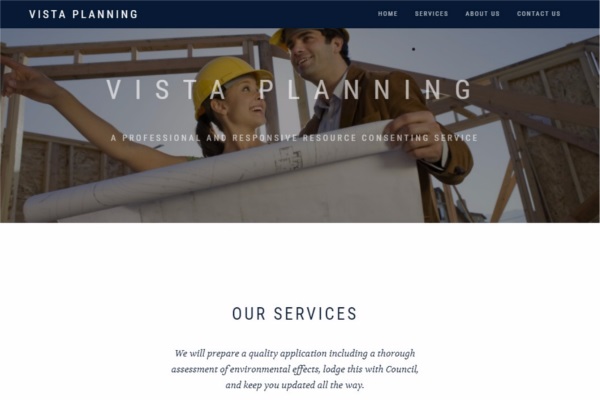 VISTA PLANNING
HOME SERVICES ABOUT US CONTACT US
VISTA PLANNING
A PROFESSIONAL AND RESPONSIVE RESOURCE CONSENTING SERVICE
OUR SERVICES
We will prepare a quality application including a thorough
assessment of environmental effects, lodge this with Council,
and keep you updated all the way.